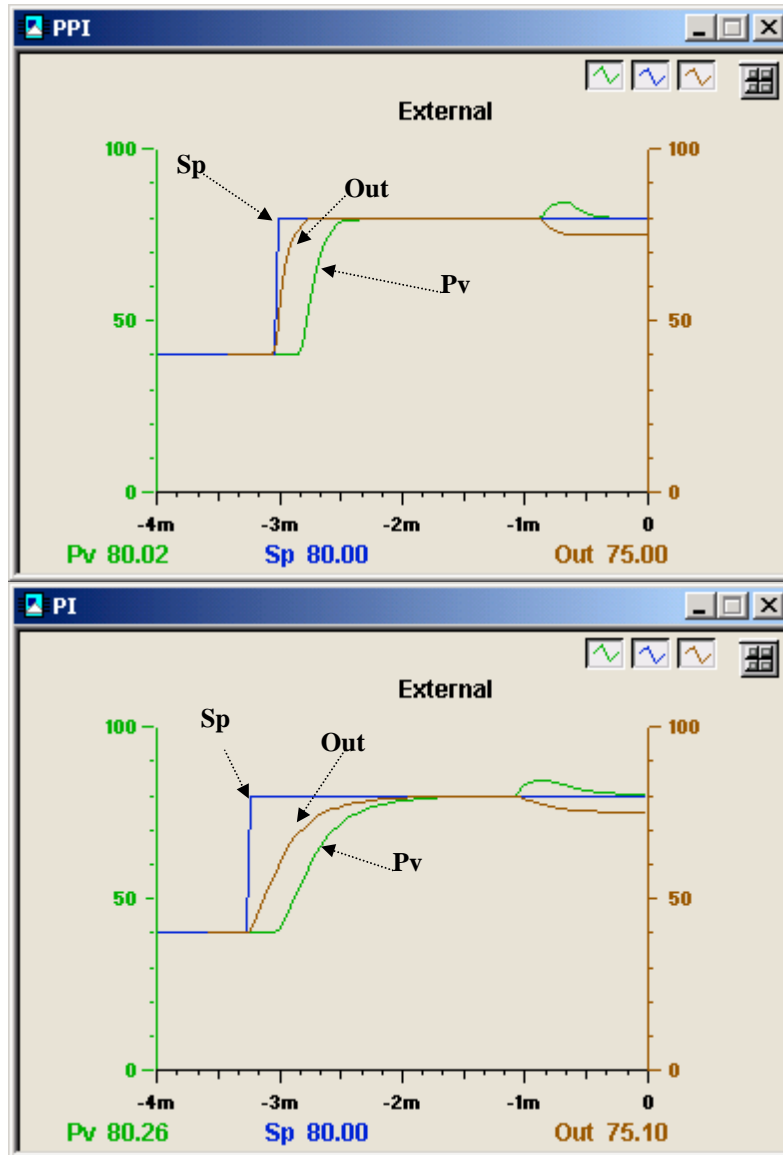 PPI
External
100
100
Sp
Out
Pv
50
50
0
0
-4m
-3m
-2m
-1m
0
Pv 80.02
Sp 80.00
Out 75.00
PI
External
100
100
Sp
Out
Pv
50
50
0
0
-4m
-3m
-2m
-1m
0
Pv 80.26
Sp 80.00
Out 75.10